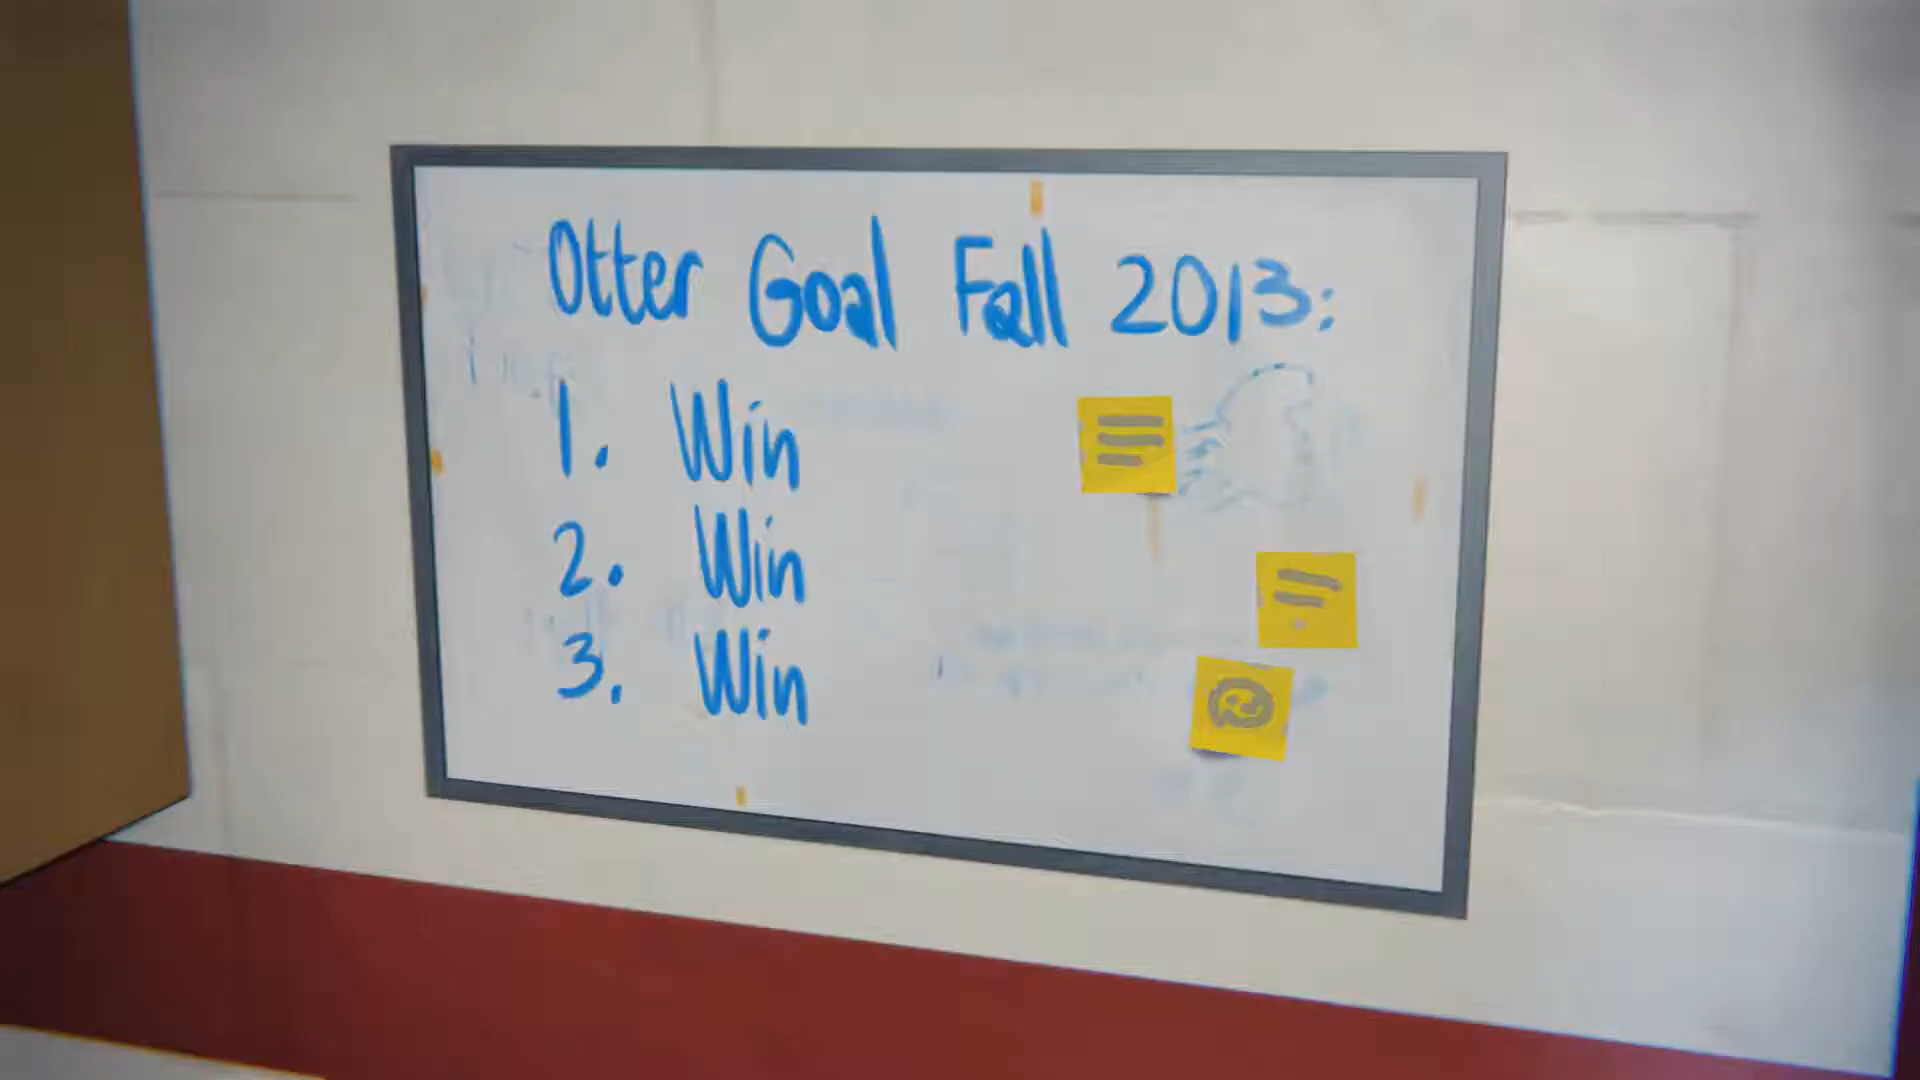 Otter Goal Fall 2013:
1. Win
2. Win
3. Win